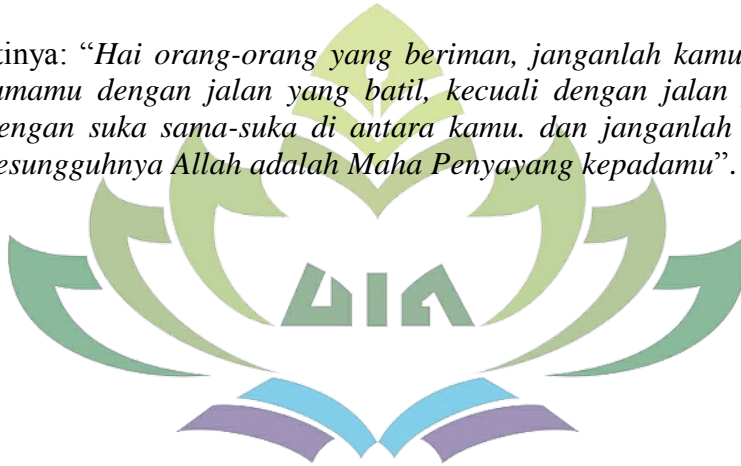 tinya: “Hai orang-orang yang beriman, janganlah kamu
amamu dengan jalan yang batil, kecuali dengan jalan
engan suka sama-suka di antara kamu. dan janganlah
esungguhnya Allah adalah Maha Penyayang kepadamu”.
UIN